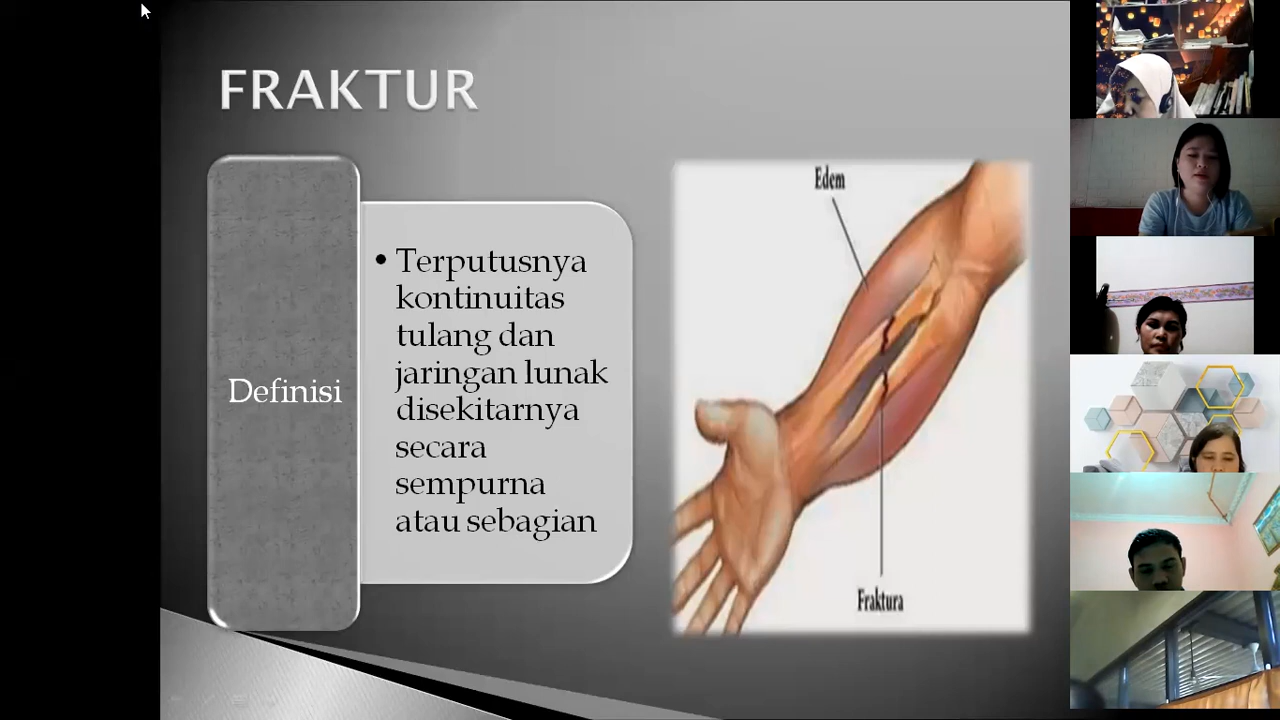 FRAKTUR
Definisi
• Terputusnya
kontinuitas
tulang dan
jaringan lunak
disekitarnya
secara
sempurna
atau sebagian
Edem
Fraktura